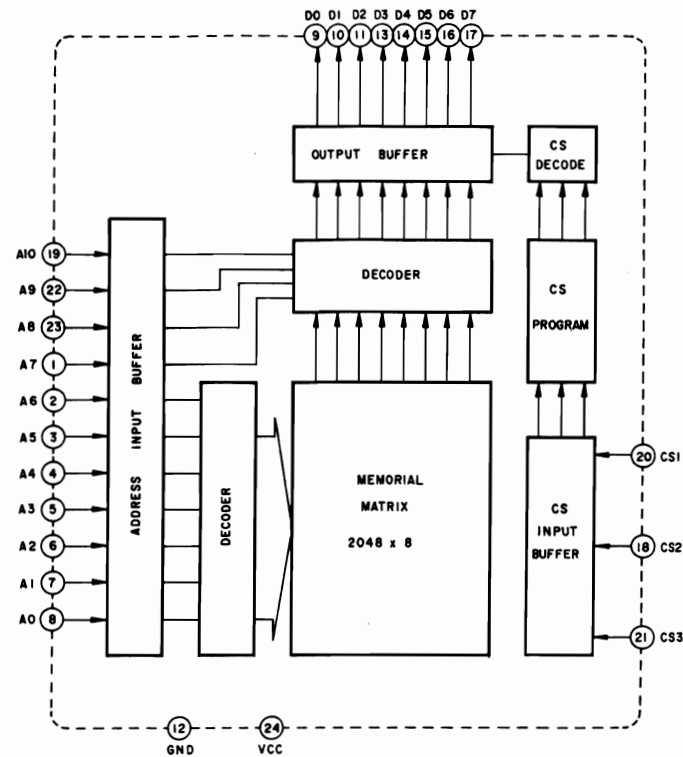 D0 D1 D2 D3 D4 D5 D6 D7
9 10 11 13 14 15 16 17
OUTPUT BUFFER
CS
DECODE
A10 19
A9 22
A8 23
A7 1
A6 2
A5 3
A4 4
A3 5
A2 6
A1 7
A0 8
ADDRESS INPUT BUFFER
DECODER
DECODER
MEMORIAL
MATRIX
2048 x 8
CS
PROGRAM
CS
INPUT
BUFFER
20 CS1
18 CS2
21 CS3
12
GND
24
VCC